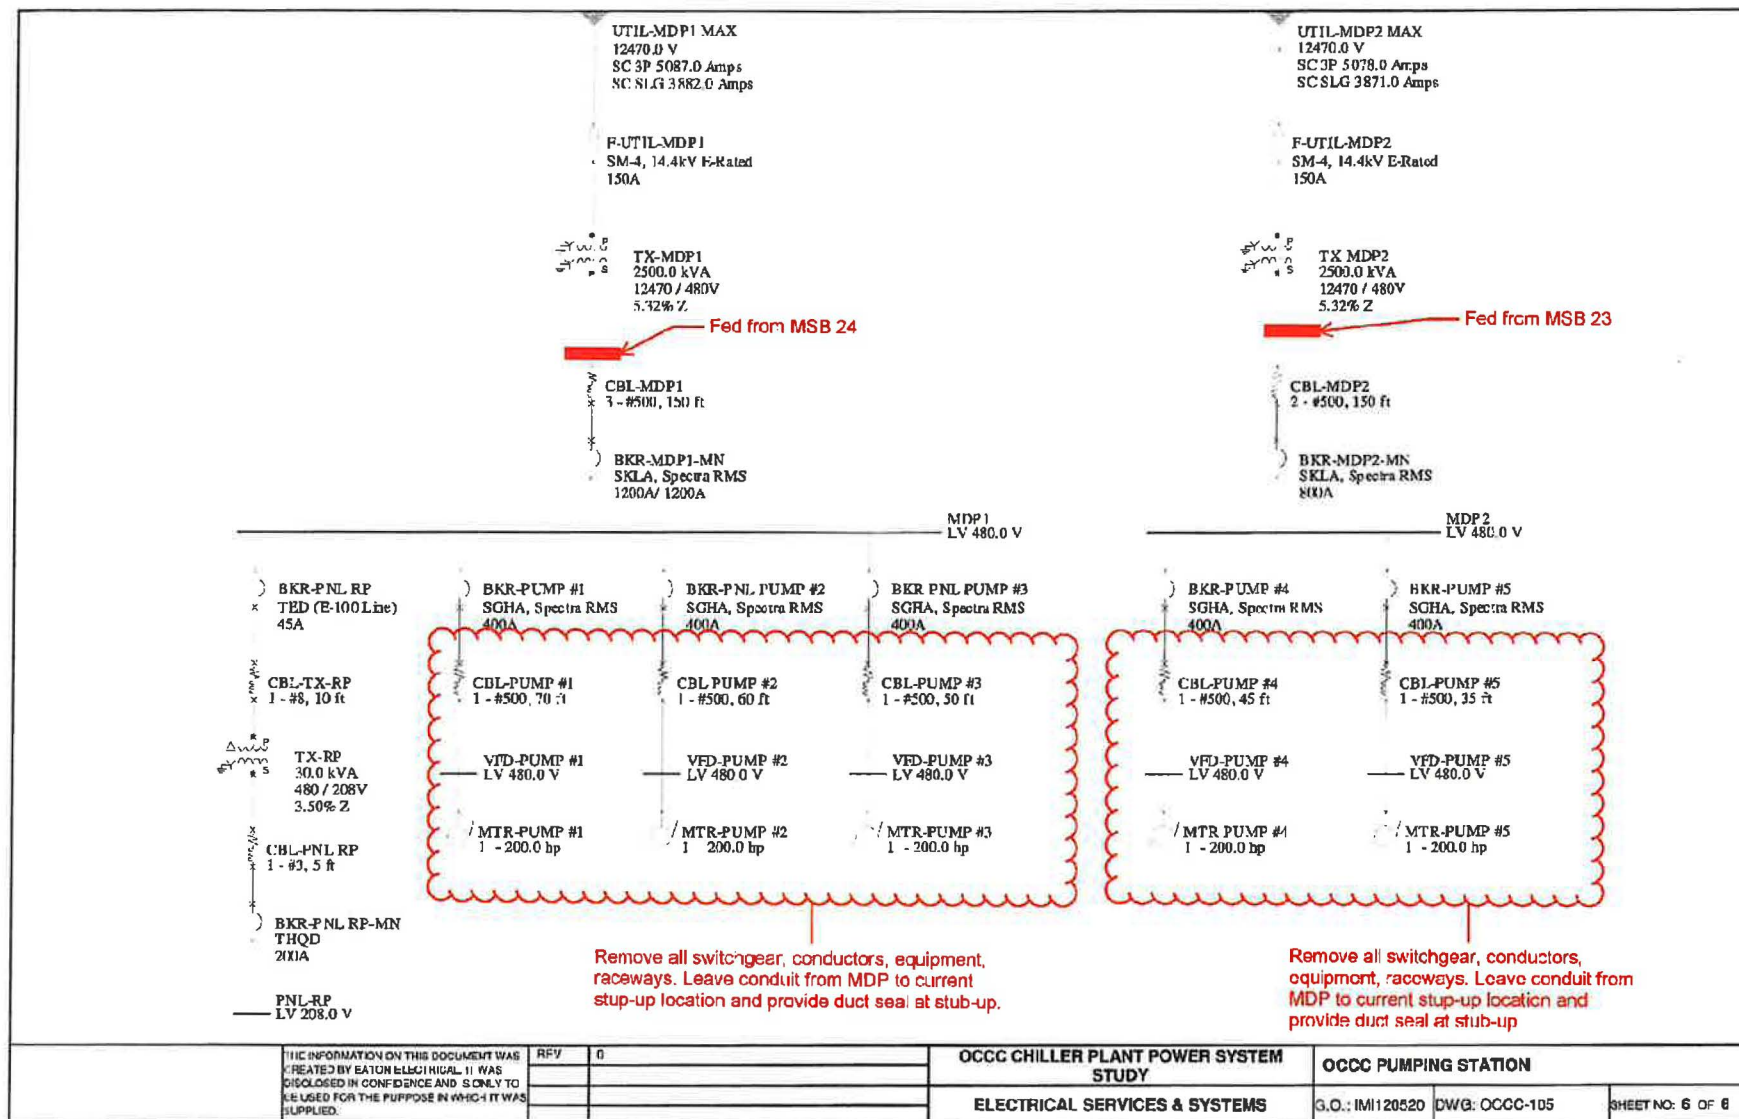 UTIL-MDP1 MAX
12470.0 V
SC 3P 5087.0 Amps
SC SLG 3882.0 Amps
UTIL-MDP2 MAX
12470.0 V
SC 3P 5078.0 Amps
SC SLG 3871.0 Amps
F-UTIL-MDP1
SM-4, 14.4kV E-Rated
150A
F-UTIL-MDP2
SM-4, 14.4kV E-Rated
150A
P
S
TX-MDP1
2500.0 kVA
12470 / 480V
5.32% Z
P
S
TX MDP2
2500.0 kVA
12470 / 480V
5.32% Z
Fed from MSB 24
Fed from MSB 23
CBL-MDP1
3 - #500, 150 ft
CBL-MDP2
2 - #500, 150 ft
BKR-MDP1-MN
SKLA, Spectra RMS
1200A/ 1200A
BKR-MDP2-MN
SKLA, Spectra RMS
800A
MDP1
LV 480.0 V
MDP2
LV 480.0 V
BKR-PNL RP
TED (E-100 Line)
45A
BKR-PUMP #1
SGHA, Spectra RMS
400A
BKR-PNL PUMP #2
SGHA, Spectra RMS
400A
BKR PNL PUMP #3
SGHA, Spectra RMS
400A
BKR-PUMP #4
SGHA, Spectra RMS
400A
BKR-PUMP #5
SGHA, Spectra RMS
400A
CBL-TX-RP
1 - #8, 10 ft
CBL-PUMP #1
1 - #500, 70 ft
CBL PUMP #2
1 - #500, 60 ft
CBL-PUMP #3
1 - #500, 50 ft
CBL-PUMP #4
1 - #500, 45 ft
CBL-PUMP #5
1 - #500, 35 ft
P
S
TX-RP
30.0 kVA
480 / 208V
3.50% Z
VFD-PUMP #1
LV 480.0 V
VFD-PUMP #2
LV 480.0 V
VFD-PUMP #3
LV 480.0 V
VFD-PUMP #4
LV 480.0 V
VFD-PUMP #5
LV 480.0 V
CBL-PNL RP
1 - #3, 5 ft
MTR-PUMP #1
1 - 200.0 hp
MTR-PUMP #2
1 200.0 hp
MTR-PUMP #3
1 - 200.0 hp
MTR PUMP #4
1 - 200.0 hp
MTR-PUMP #5
1 - 200.0 hp
BKR-PNL RP-MN
THQD
200A
PNL-RP
LV 208.0 V
Remove all switchgear, conductors, equipment,
raceways. Leave conduit from MDP to current
stup-up location and provide duct seal at stub-up.
Remove all switchgear, conductors,
equipment, raceways. Leave conduit from
MDP to current stup-up location and
provide duct seal at stub-up
THE INFORMATION ON THIS DOCUMENT WAS
CREATED BY EATON ELECTRICAL. IT WAS
DISCLOSED IN CONFIDENCE AND IS ONLY TO
BE USED FOR THE PURPOSE IN WHICH IT WAS
SUPPLIED.
REV 0
OCCC CHILLER PLANT POWER SYSTEM
STUDY
ELECTRICAL SERVICES & SYSTEMS
OCCC PUMPING STATION
G.O.: IMI120520 DWG: OCCC-105 SHEET NO: 6 OF 6